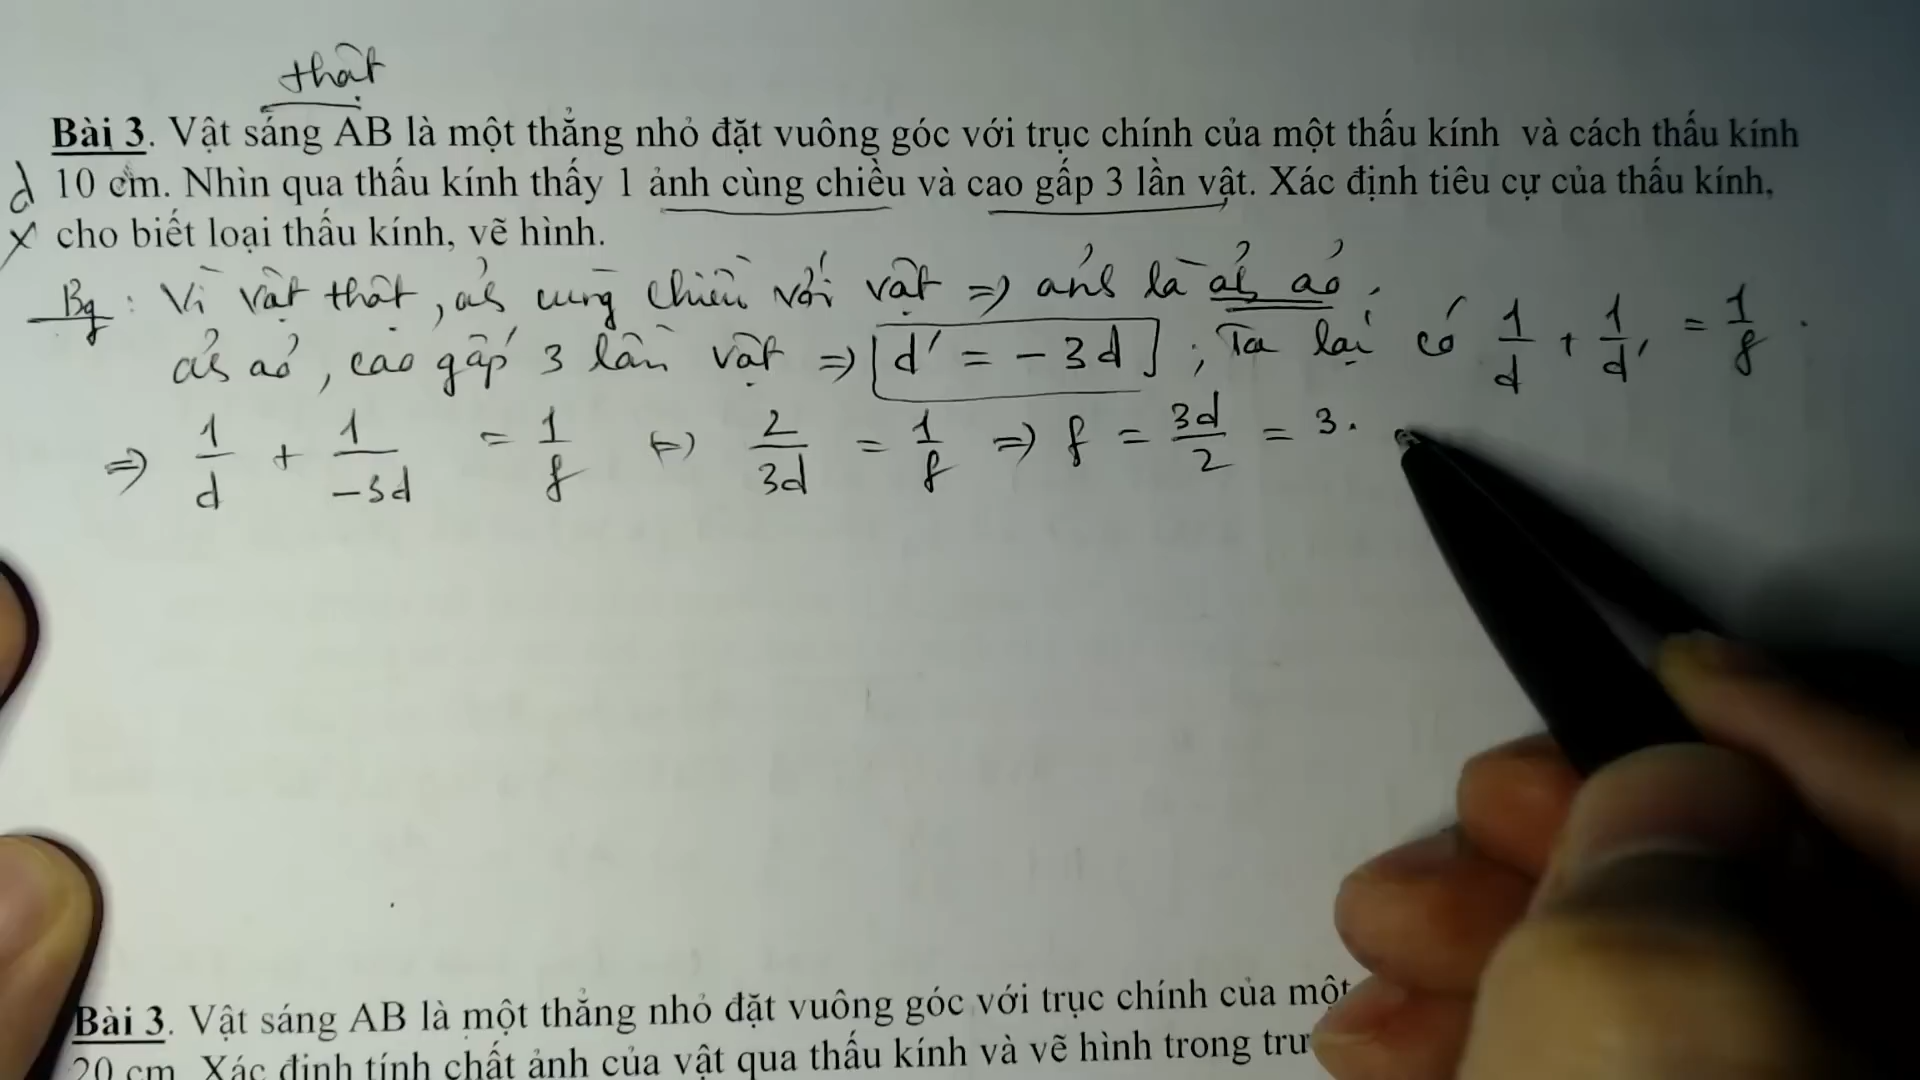 thật
Bài 3. Vật sáng AB là một thẳng nhỏ đặt vuông góc với trục chính của một thấu kính và cách thấu kính
d 10 cm. Nhìn qua thấu kính thấy 1 ảnh cùng chiều và cao gấp 3 lần vật. Xác định tiêu cự của thấu kính,
x cho biết loại thấu kính, vẽ hình.
Bg: Vì vật thật, ảnh cùng chiều với vật => ảnh là ảnh ảo.
ảnh ảo, cao gấp 3 lần vật => d' = -3d ; Ta lại có 1/d + 1/d' = 1/f.
=> 1/d + 1/-3d = 1/f <=> 2/3d = 1/f => f = 3d/2 = 3.
Bài 3. Vật sáng AB là một thẳng nhỏ đặt vuông góc với trục chính của một
20 cm. Xác định tính chất ảnh của vật qua thấu kính và vẽ hình trong